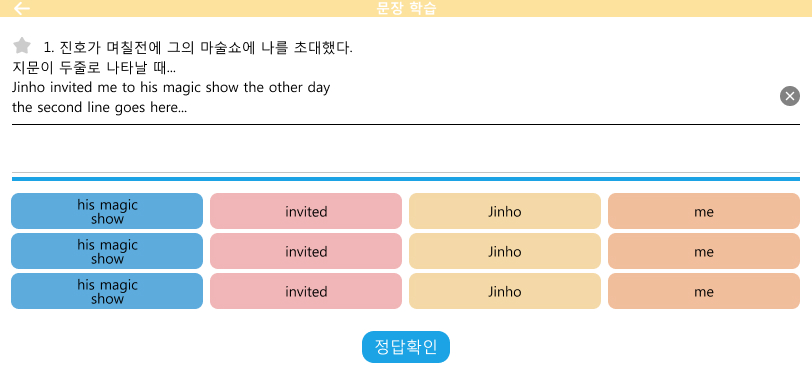 문장 학습
1. 진호가 며칠전에 그의 마술쇼에 나를 초대했다.
지문이 두줄로 나타날 때...
Jinho invited me to his magic show the other day
the second line goes here...
his magic
show
invited
Jinho
me
his magic
show
invited
Jinho
me
his magic
show
invited
Jinho
me
정답확인